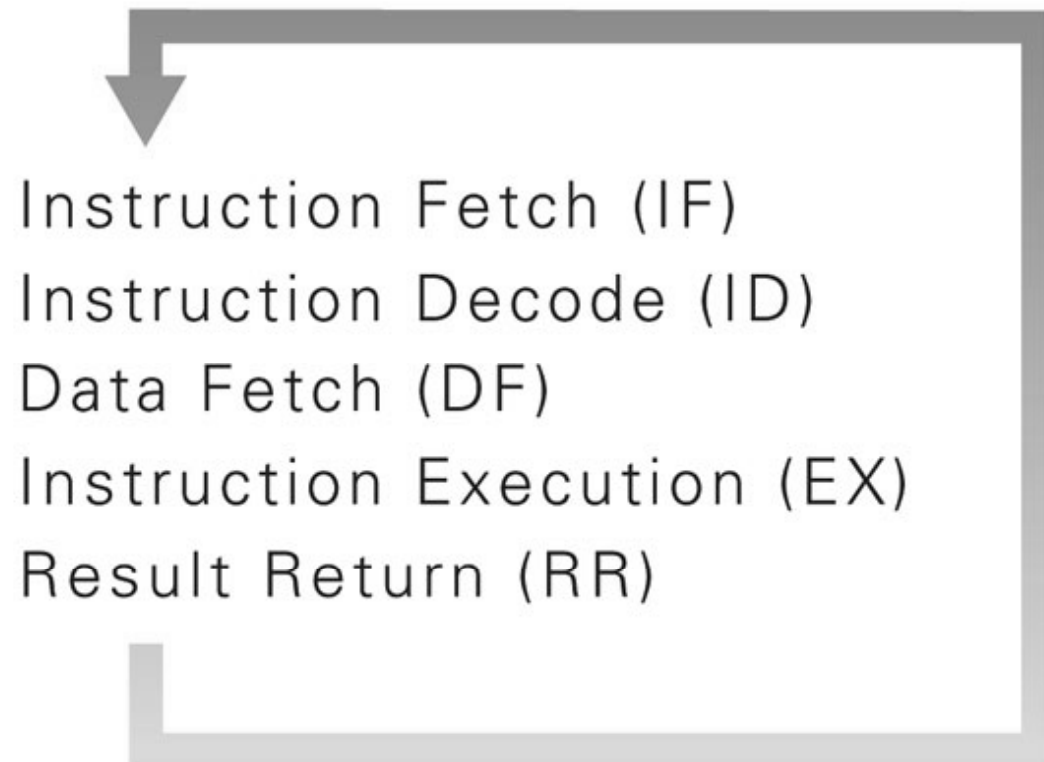 Instruction Fetch (IF)
Instruction Decode (ID)
Data Fetch (DF)
Instruction Execution (EX)
Result Return (RR)